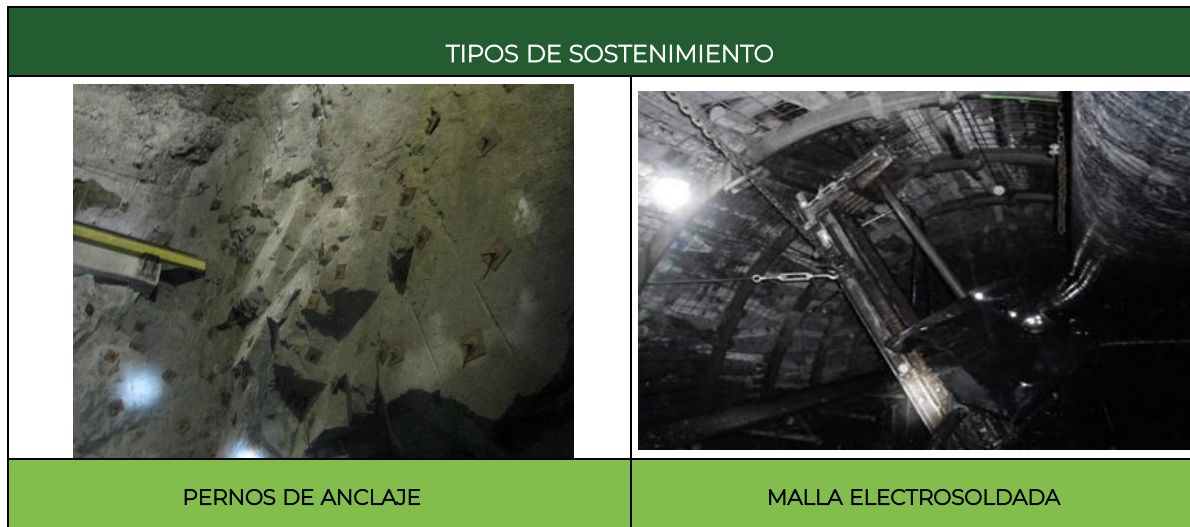 TIPOS DE SOSTENIMIENTO
PERNOS DE ANCLAJE
MALLA ELECTROSOLDADA